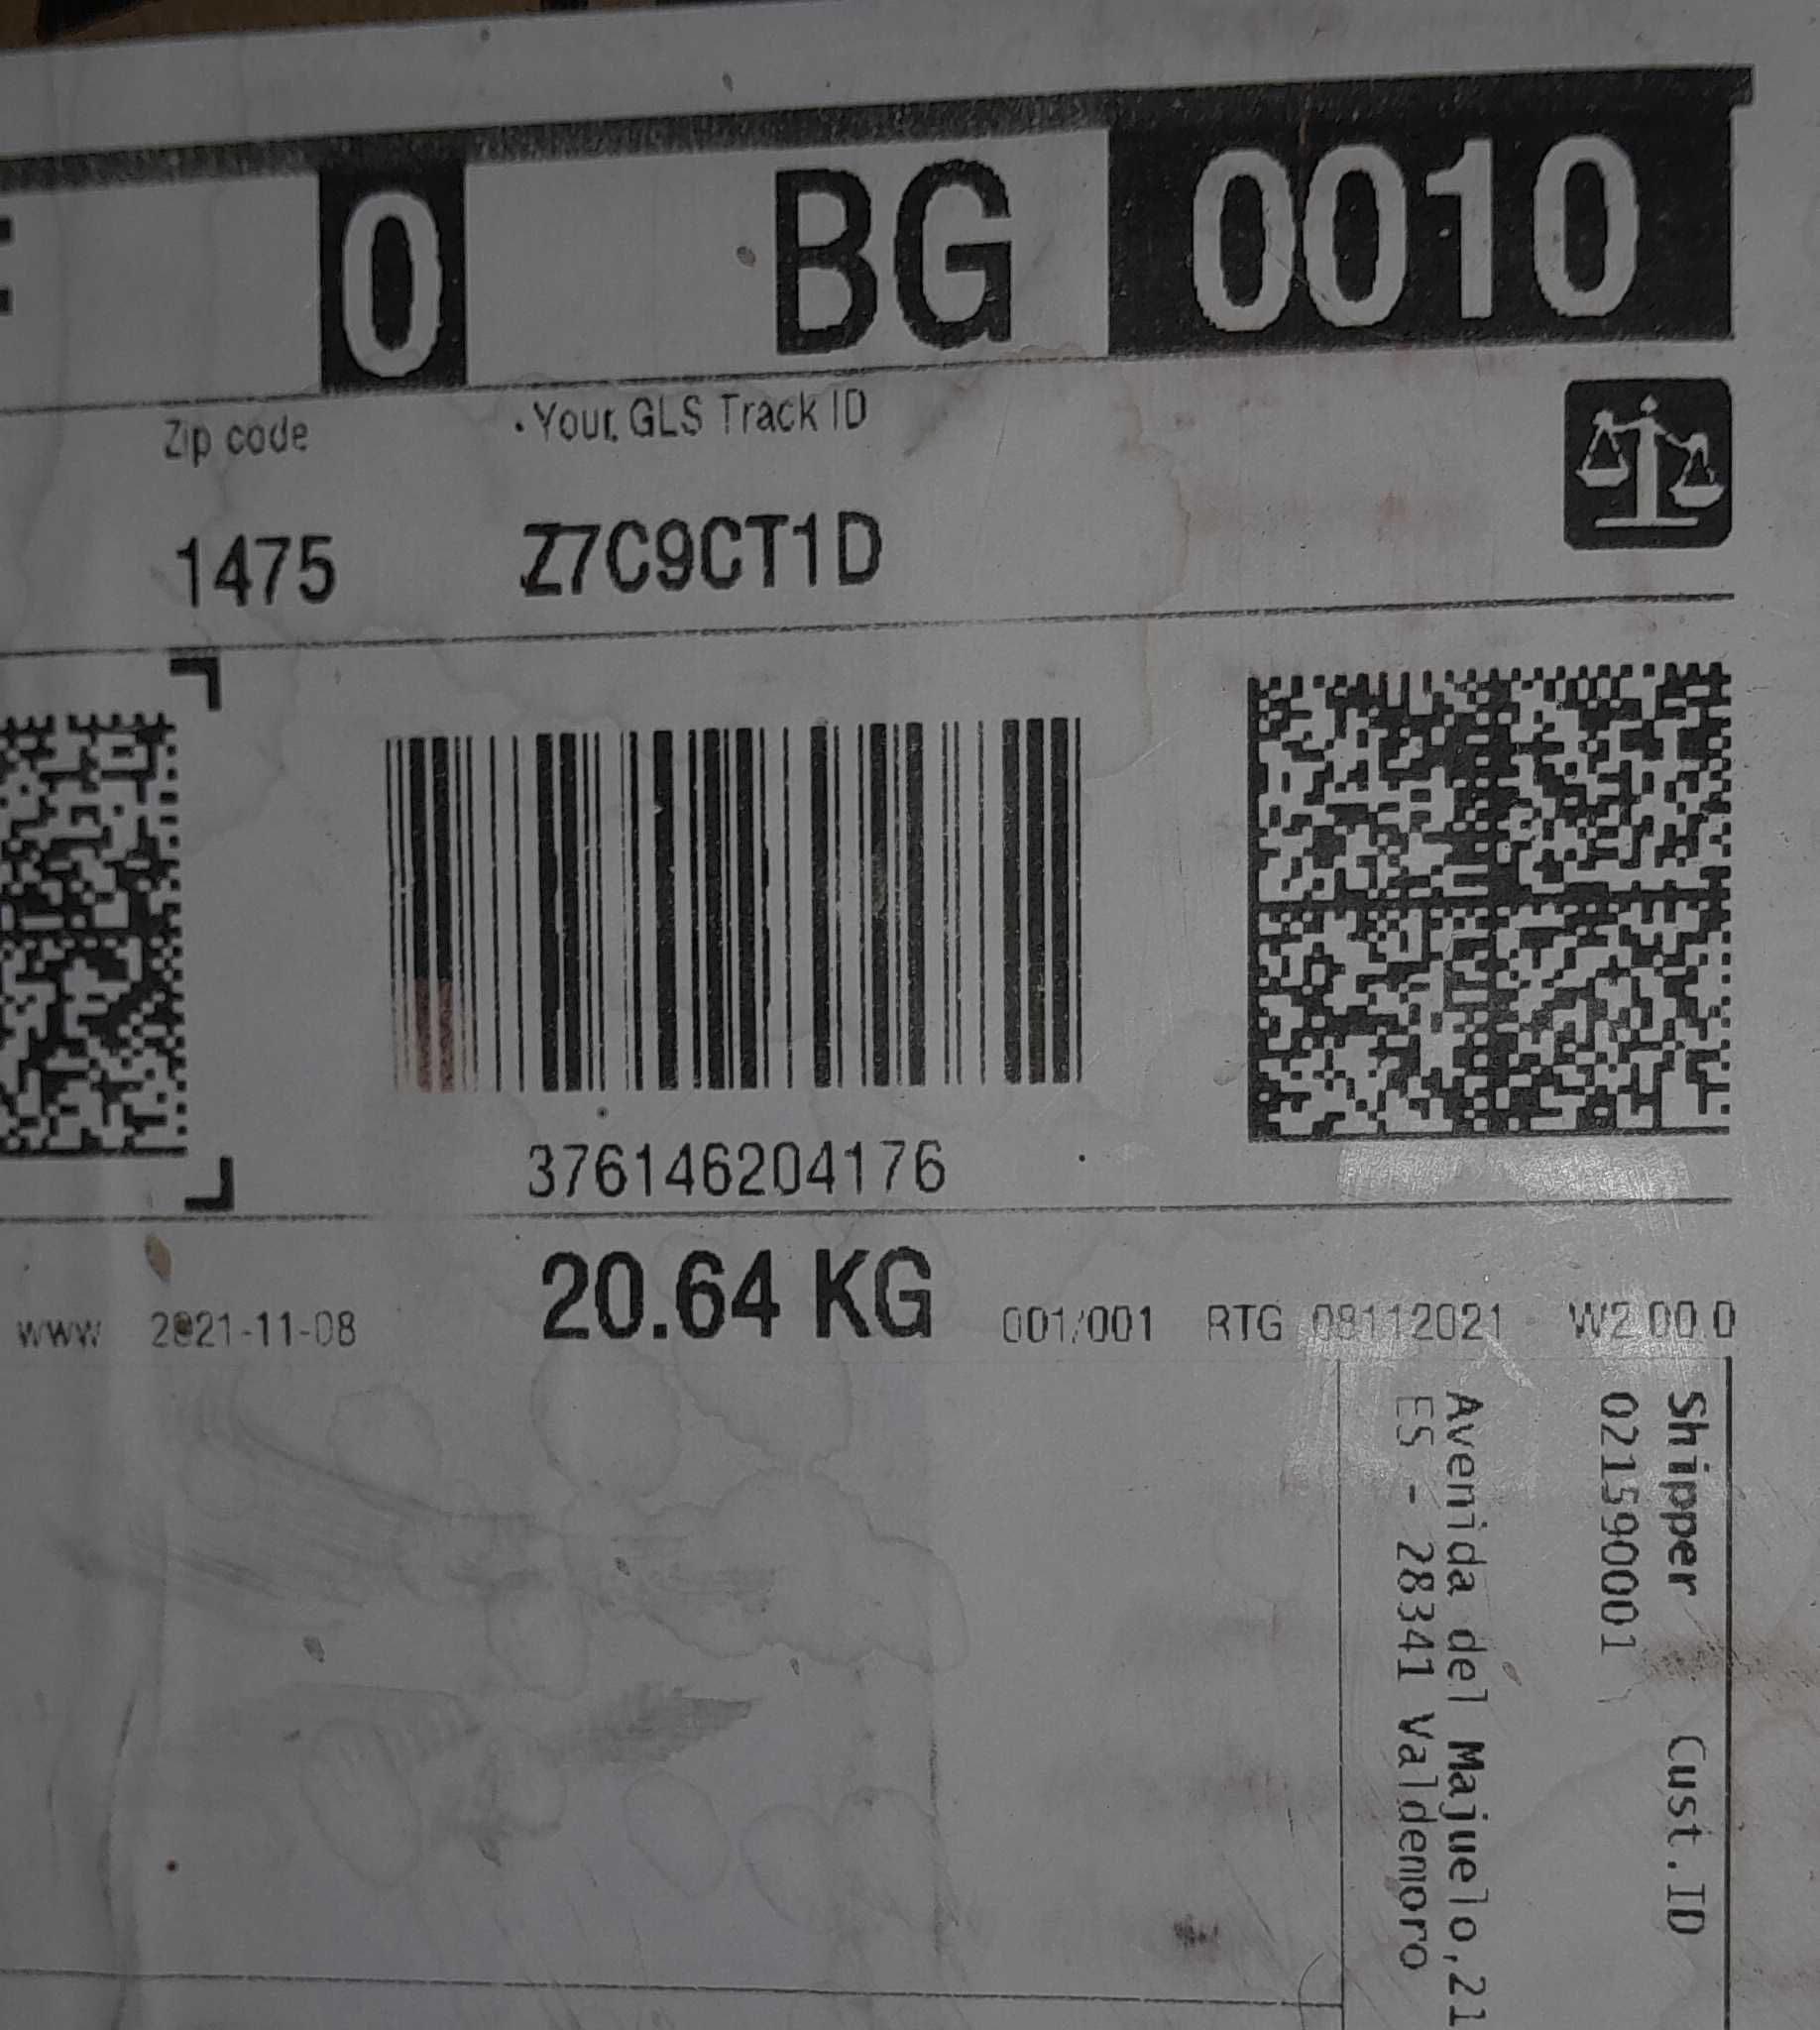 0 BG 0010
Zip code Your GLS Track ID
1475 Z7C9CT1D
376146204176
www 2021-11-08 20.64 KG 001/001 RTG 08112021 W2.00.0
Shipper Cust.ID
021590001
Avenida del Majuelo,21
ES - 28341 Valdemoro